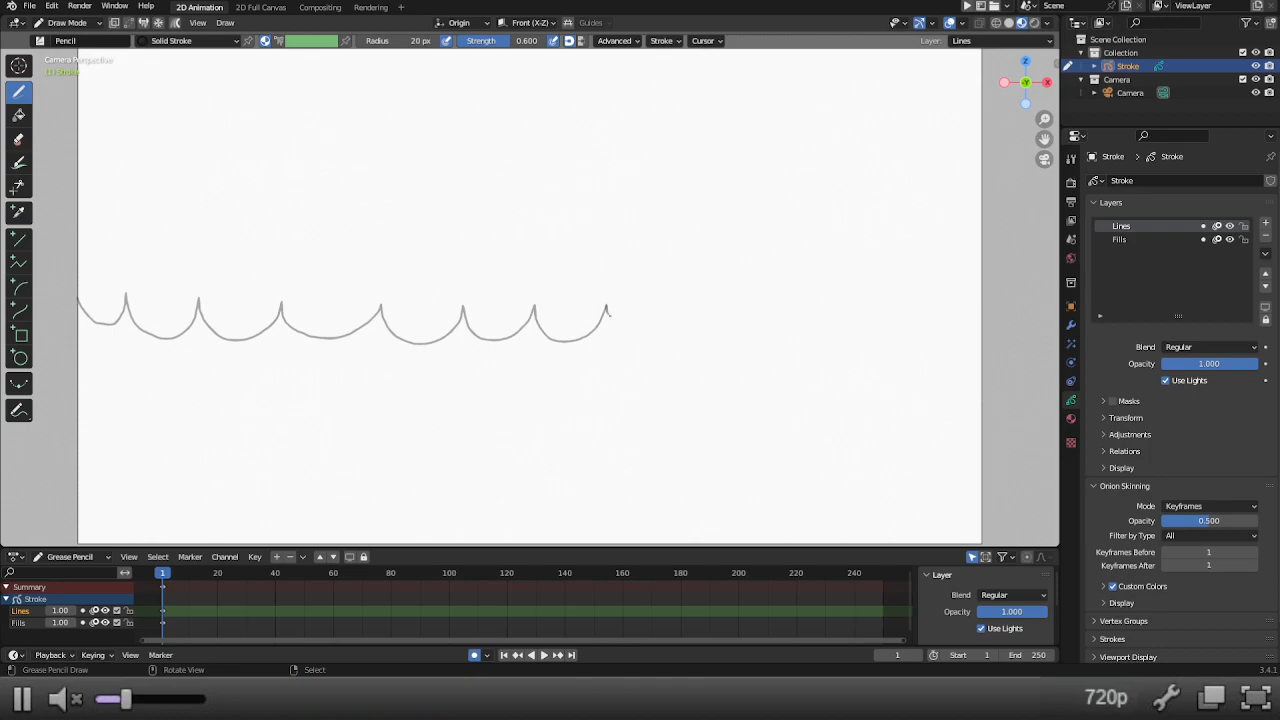 File Edit Render Window Help 2D Animation 2D Full Canvas Compositing Rendering Scene ViewLayer
Draw Mode View Draw Origin Front (X-Z) Guides
Pencil Solid Stroke Radius 20 px Strength 0.600 Advanced Stroke Cursor Layer: Lines
Camera Perspective
(1) Stroke
Z
Y
X
Scene Collection
Collection
Stroke
Camera
Camera
Stroke Stroke
Stroke
Layers
Lines
Fills
Blend Regular
Opacity 1.000
Use Lights
Masks
Transform
Adjustments
Relations
Display
Onion Skinning
Mode Keyframes
Opacity 0.500
Filter by Type All
Keyframes Before 1
Keyframes After 1
Custom Colors
Display
Vertex Groups
Strokes
Viewport Display
Grease Pencil View Select Marker Channel Key
1 20 40 60 80 100 120 140 160 180 200 220 240
Summary
Stroke
Lines 1.00
Fills 1.00
Layer
Blend Regular
Opacity 1.000
Use Lights
Playback Keying View Marker 1 Start 1 End 250
Grease Pencil Draw Rotate View Select 3.4.1
720p